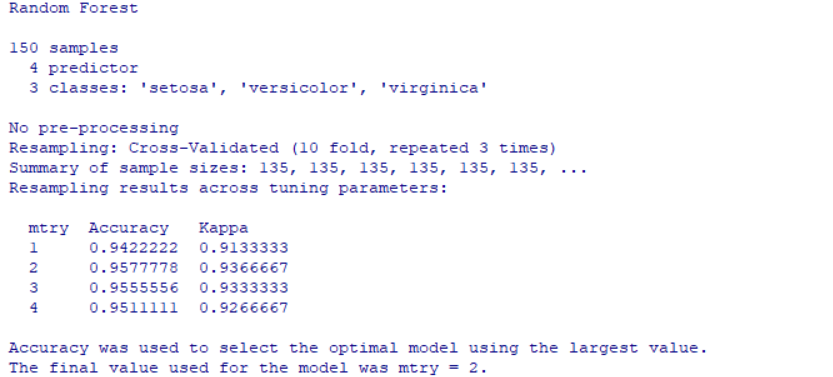 Random Forest
150 samples
4 predictor
3 classes: 'setosa', 'versicolor', 'virginica'
No pre-processing
Resampling: Cross-Validated (10 fold, repeated 3 times)
Summary of sample sizes: 135, 135, 135, 135, 135, 135, ...
Resampling results across tuning parameters:
mtry Accuracy Kappa
1 0.9422222 0.9133333
2 0.9577778 0.9366667
3 0.9555556 0.9333333
4 0.9511111 0.9266667
Accuracy was used to select the optimal model using the largest value.
The final value used for the model was mtry = 2.